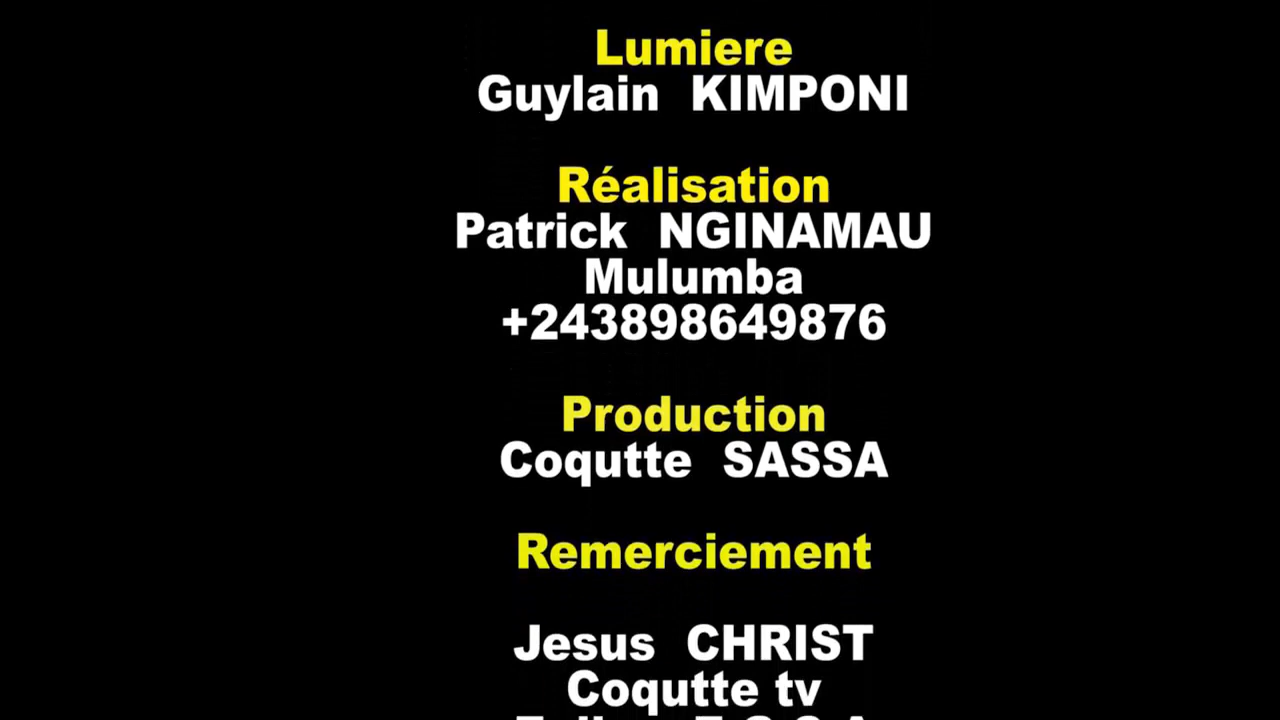 Lumiere
Guylain KIMPONI
Réalisation
Patrick NGINAMAU
Mulumba
+243898649876
Production
Coqutte SASSA
Remerciement
Jesus CHRIST
Coqutte tv